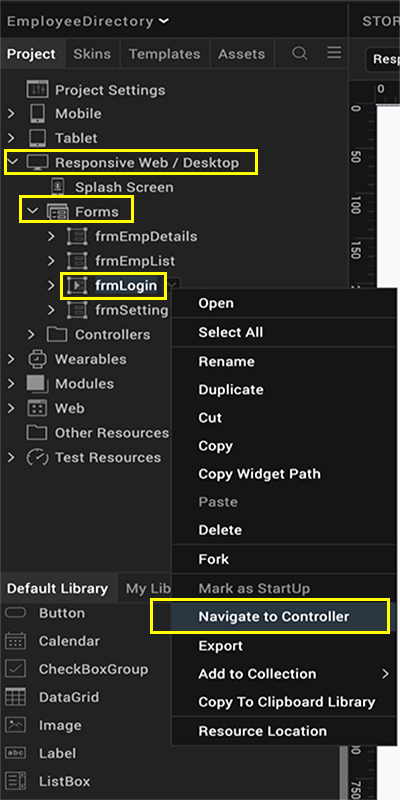 EmployeeDirectory
STOR
Project Skins Templates Assets
Resp
Project Settings
Mobile
Tablet
Responsive Web / Desktop
Splash Screen
Forms
frmEmpDetails
frmEmpList
frmLogin
frmSetting
Controllers
Wearables
Modules
Web
Other Resources
Test Resources
0
0
50
100
150
Open
Select All
Rename
Duplicate
Cut
Copy
Copy Widget Path
Paste
Delete
Fork
Mark as StartUp
Navigate to Controller
Export
Add to Collection
Copy To Clipboard Library
Resource Location
Default Library My Lib
Button
Calendar
CheckBoxGroup
DataGrid
Image
abc Label
ListBox
750